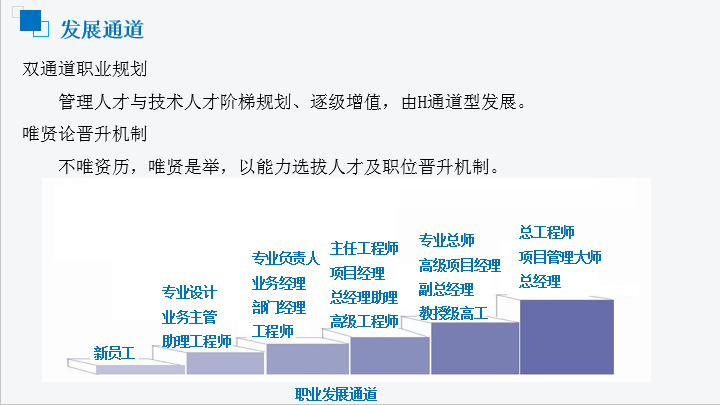 发展通道
双通道职业规划
管理人才与技术人才阶梯规划、逐级增值，由H通道型发展。
唯贤论晋升机制
不唯资历，唯贤是举，以能力选拔人才及职位晋升机制。
新员工
专业设计
业务主管
助理工程师
专业负责人
业务经理
部门经理
工程师
主任工程师
项目经理
总经理助理
高级工程师
专业总师
高级项目经理
副总经理
教授级高工
总工程师
项目管理大师
总经理
职业发展通道